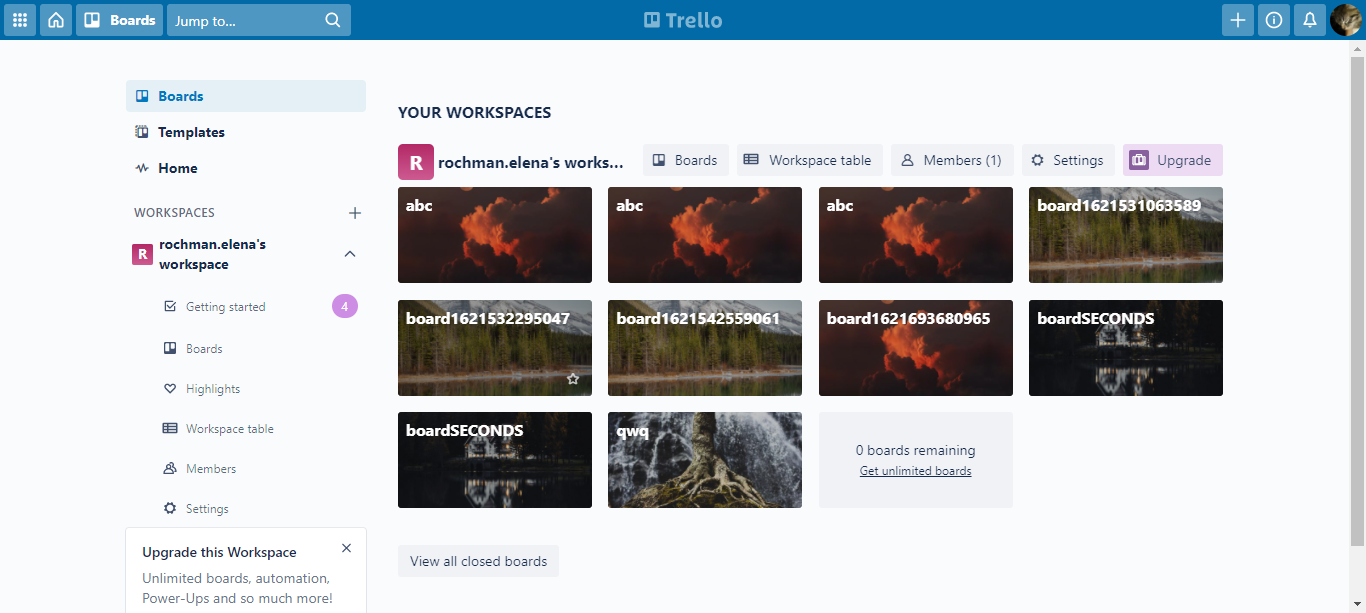 Boards
Jump to...
Trello
Boards
Templates
Home
WORKSPACES
R
rochman.elena's
workspace
Getting started
4
Boards
Highlights
Workspace table
Members
Settings
Upgrade this Workspace
Unlimited boards, automation,
Power-Ups and so much more!
YOUR WORKSPACES
R
rochman.elena's works...
Boards
Workspace table
Members (1)
Settings
Upgrade
abc
abc
abc
board1621531063589
board1621532295047
board1621542559061
board1621693680965
boardSECONDS
boardSECONDS
qwq
0 boards remaining
Get unlimited boards
View all closed boards